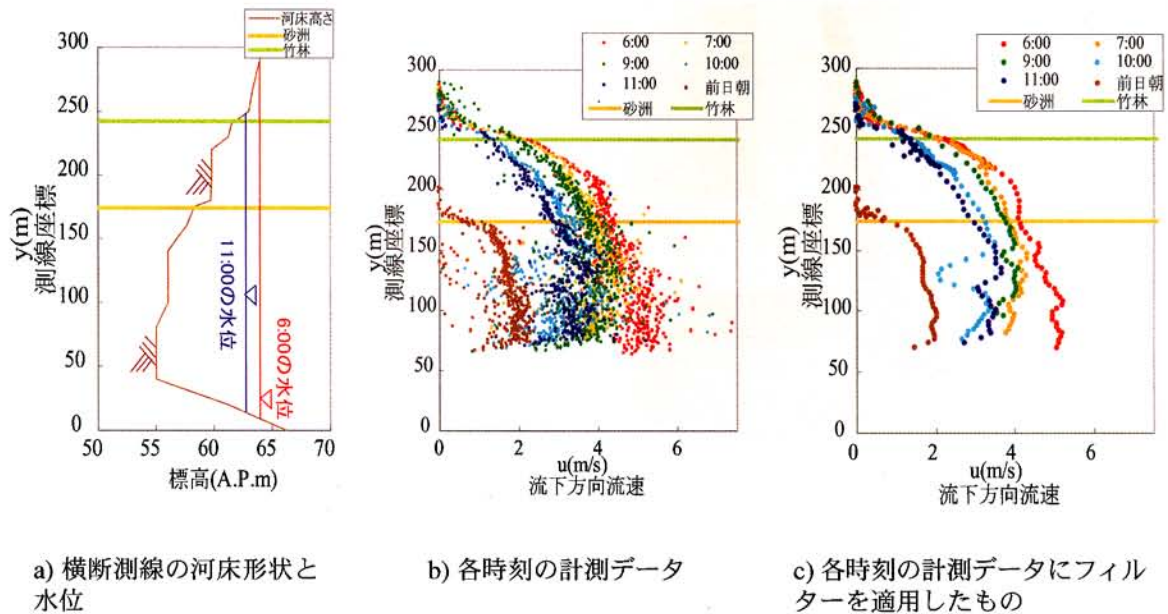 河床高さ
砂洲
竹林
300
250
200
150
100
50
0
y(m)
測線座標
11:00の水位
6:00の水位
50 55 60 65 70
標高(A.P.m)
6:00 7:00
9:00 10:00
11:00 前日朝
砂洲 竹林
300
250
200
150
100
50
0
y(m)
測線座標
0 2 4 6
u(m/s)
流下方向流速
6:00 7:00
9:00 10:00
11:00 前日朝
砂洲 竹林
300
250
200
150
100
50
0
y(m)
測線座標
0 2 4 6
u(m/s)
流下方向流速
a) 横断測線の河床形状と
水位
b) 各時刻の計測データ
c) 各時刻の計測データにフィル
ターを適用したもの